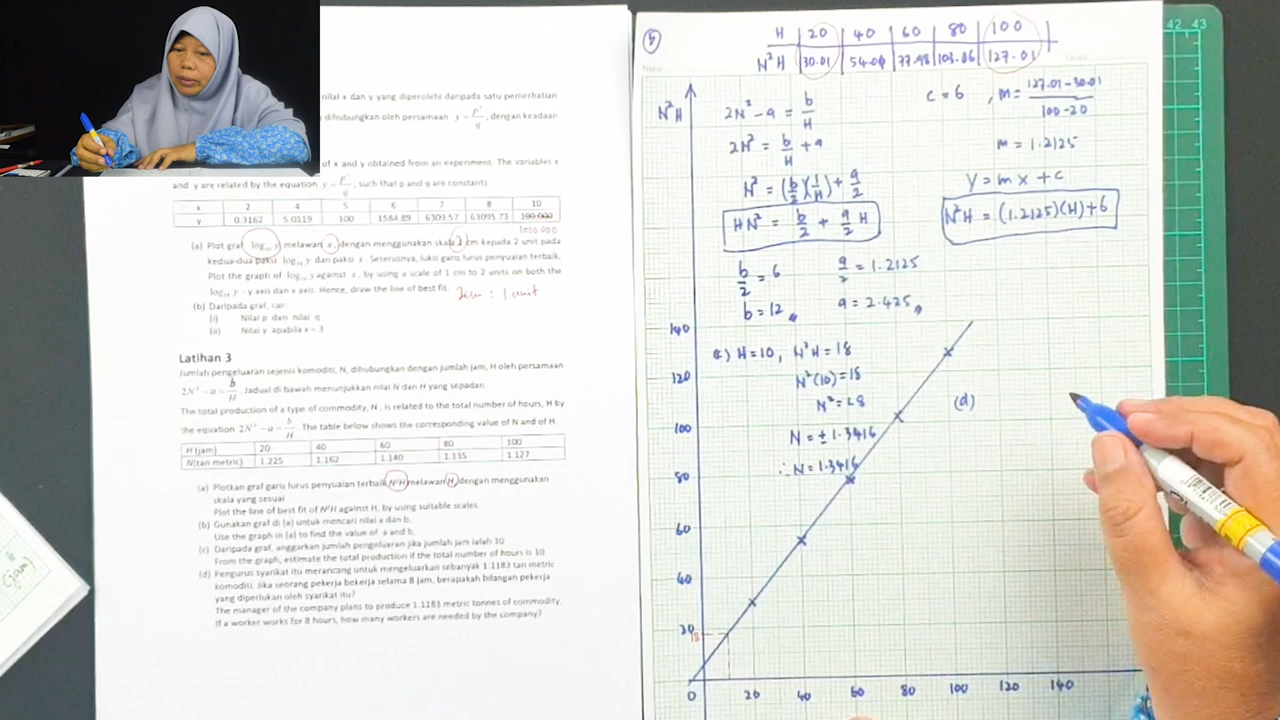 nilai x dan y yang diperolehi daripada satu pemerhatian
dihubungkan oleh persamaan y = p^x/q, dengan keadaan
of x and y obtained from an experiment. The variables x
and y are related by the equation y = p^x/q, such that p and q are constants.
x 2 4 5 6 7 8 10
y 0.3162 5.0119 100 1584.89 6309.57 63095.73 100 000
1000 000
(a) Plot graf log₁₀ y melawan x, dengan menggunakan skala 2 cm kepada 2 unit pada
kedua-dua paksi log₁₀ y dan paksi x. Seterusnya, lukis garis lurus penyuaian terbaik.
Plot the graph of log₁₀ y against x, by using a scale of 1 cm to 2 units on both the
log₁₀ y - y axis dan x axis. Hence, draw the line of best fit.
2cm : 1 unit
(b) Daripada graf, cari
(i) Nilai p dan nilai q
(ii) Nilai y apabila x = 3
Latihan 3
Jumlah pengeluaran sejenis komoditi, N, dihubungkan dengan jumlah jam, H oleh persamaan
2N² − a = b/H. Jadual di bawah menunjukkan nilai N dan H yang sepadan.
The total production of a type of commodity, N, is related to the total number of hours, H by
the equation 2N² − a = b/H. The table below shows the corresponding value of N and of H.
H (jam) 20 40 60 80 100
N(tan metric) 1.225 1.162 1.140 1.135 1.127
(a) Plotkan graf garis lurus penyuaian terbaik N²H melawan H, dengan menggunakan
skala yang sesuai
Plot the line of best fit of N²H against H, by using suitable scales.
(b) Gunakan graf di (a) untuk mencari nilai a dan b,
Use the graph in (a) to find the value of a and b,
(c) Daripada graf, anggarkan jumlah pengeluaran jika jumlah jam ialah 10
From the graph, estimate the total production if the total number of hours is 10
(d) Pengurus syarikat itu merancang untuk mengeluarkan sebanyak 1.1183 tan metric
komoditi. Jika seorang pekerja bekerja selama 8 jam, berapakah bilangan pekerja
yang diperlukan oleh syarikat itu?
The manager of the company plans to produce 1.1183 metric tonnes of commodity.
If a worker works for 8 hours, how many workers are needed by the company?
(jam)
5
H 20 40 60 80 100
N²H 30.01 54.01 77.98 103.06 127.01
N²H
2N² − a = b/H
2N² = b/H + a
N² = (b/2)(1/H) + a/2
HN² = b/2 + a/2 H
b/2 = 6
a/2 = 1.2125
b = 12
a = 2.425
c = 6, m = 127.01 − 30.01 / 100 − 20
m = 1.2125
y = mx + c
N²H = (1.2125)(H) + 6
(c) H = 10, N²H = 18
N²(10) = 18
N² = 1.8
N = ± 1.3416
∴ N = 1.3416
(d)
140
120
100
80
60
40
20
18
0 20 40 60 80 100 120 140
42 43